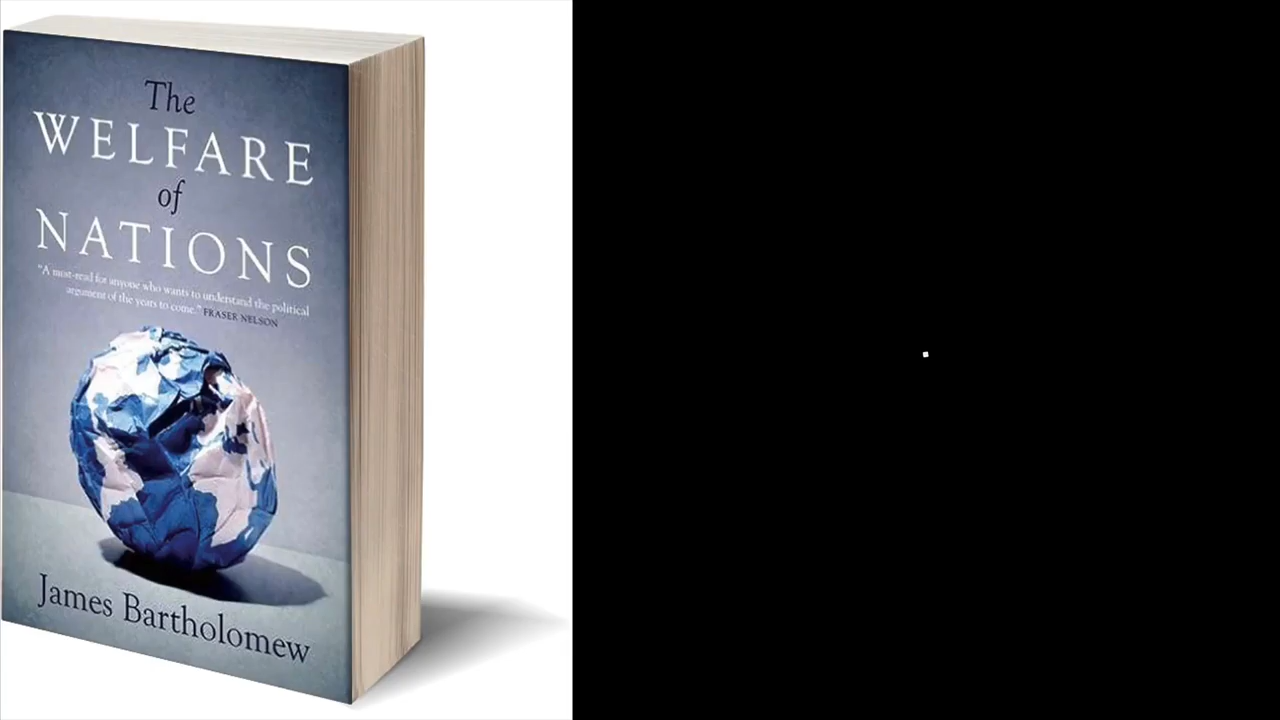 The
WELFARE
of
NATIONS
"A must-read for anyone who wants to understand the political
argument of the years to come." FRASER NELSON
James Bartholomew